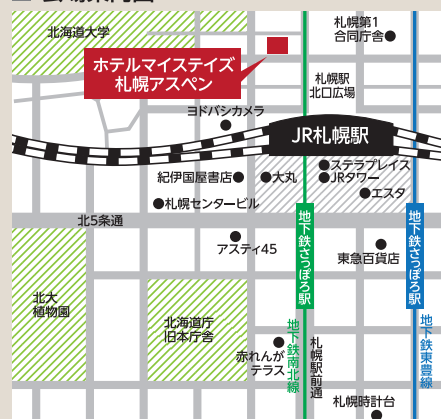 北海道大学
札幌第1
合同庁舎
ホテルマイステイズ
札幌アスペン
札幌駅
北口広場
ヨドバシカメラ
JR札幌駅
ステラプレイス
紀伊国屋書店
大丸
JRタワー
エスタ
札幌センタービル
北5条通
地下鉄さっぽろ駅
地下鉄さっぽろ駅
アスティ45
東急百貨店
北大
植物園
北海道庁
旧本庁舎
赤れんが
テラス
地下鉄南北線
札幌駅前通
地下鉄東豊線
札幌時計台